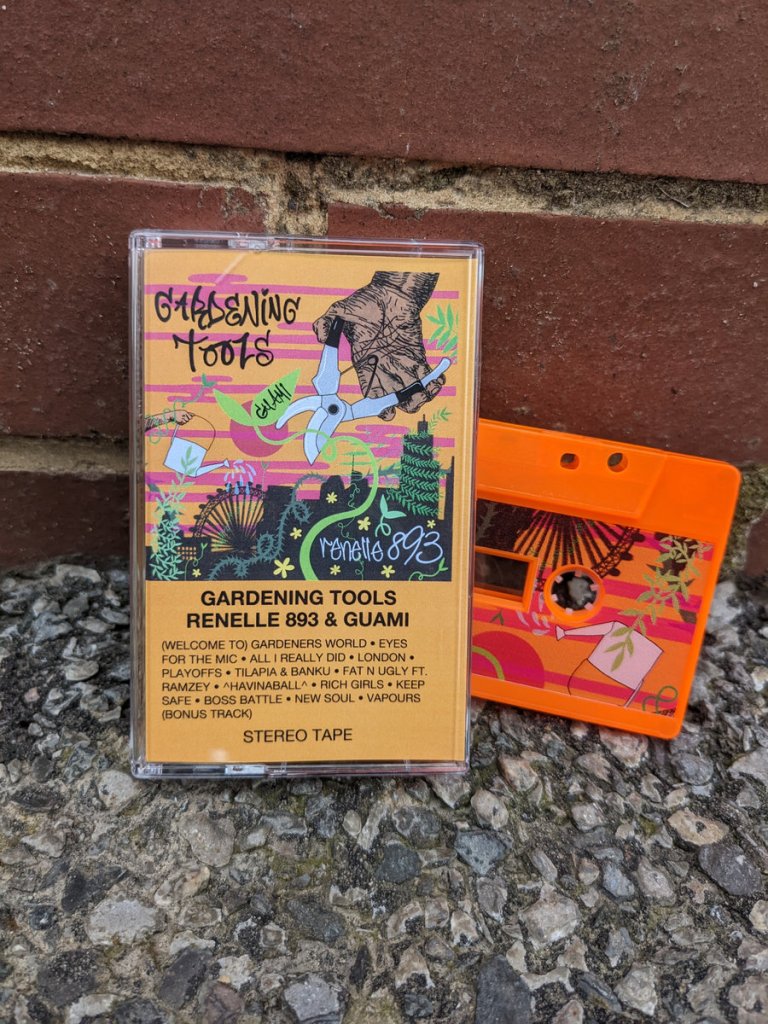 GARDENING
TOOLS
GUAMI
renelle 893
GARDENING TOOLS
RENELLE 893 & GUAMI
(WELCOME TO) GARDENERS WORLD • EYES
FOR THE MIC • ALL I REALLY DID • LONDON •
PLAYOFFS • TILAPIA & BANKU • FAT N UGLY FT.
RAMZEY • ^HAVINABALL^ • RICH GIRLS • KEEP
SAFE • BOSS BATTLE • NEW SOUL • VAPOURS
(BONUS TRACK)
STEREO TAPE